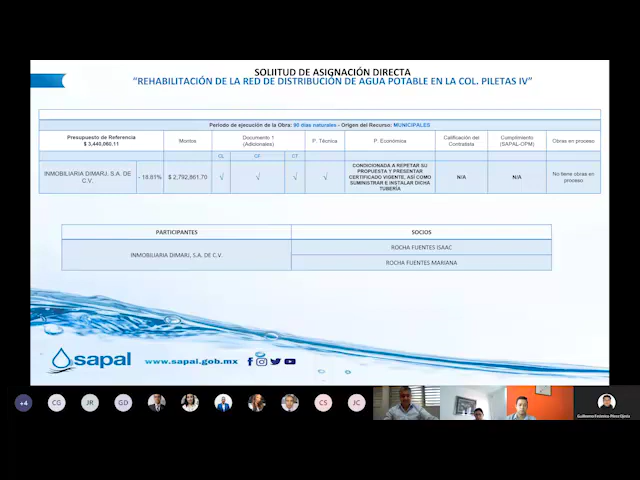 SOLIITUD DE ASIGNACIÓN DIRECTA
"REHABILITACIÓN DE LA RED DE DISTRIBUCIÓN DE AGUA POTABLE EN LA COL. PILETAS IV"
Periodo de ejecución de la Obra: 90 días naturales - Origen del Recurso: MUNICIPALES
Presupuesto de Referencia
$ 3,440,060.11
Montos
Documento 1
(Adicionales)
P. Técnica
P. Económica
Calificación del
Contratista
Cumplimiento
(SAPAL-OPM)
Obras en proceso
CL
CF
CT
INMOBILIARIA DIMARJ, S.A. DE
C.V.
- 18.81%
$ 2,792,861.70
√
√
√
√
CONDICIONADA A REPETAR SU
PROPUESTA Y PRESENTAR
CERTIFICADO VIGENTE, ASÍ COMO
SUMINISTRAR E INSTALAR DICHA
TUBERÍA
N/A
N/A
No tiene obras en
proceso
PARTICIPANTES
SOCIOS
INMOBILIARIA DIMARJ, S.A. DE C.V.
ROCHA FUENTES ISAAC
ROCHA FUENTES MARIANA
sapal
www.sapal.gob.mx
+4
CG
JR
GD
CS
JC